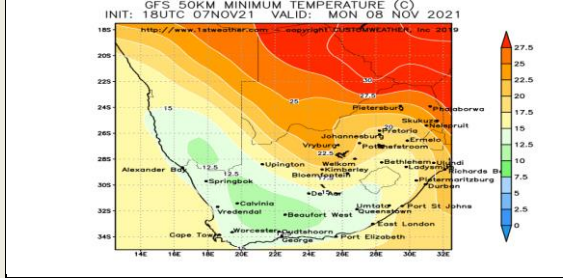 GFS 50KM MINIMUM TEMPERATURE (C)
INIT: 18UTC 07NOV21 VALID: MON 08 NOV 2021
http://www.1stweather.com - copyright CUSTOMWEATHER, Inc 2019
18S
20S
22S
24S
26S
28S
30S
32S
34S
30
27.5
25
20
22.5
17.5
15
12.5
12.5
15
Pietersburg
Phalaborwa
Skukuza
Nelspruit
Johannesburg
Pretoria
Ermelo
Vryburg
Potchefstroom
Welkom
Kimberley
Bloemfontein
Bethlehem
Ulundi
Ladysmith
Richards B
Pietermaritzburg
Durban
Upington
Alexander Bay
Springbok
De Aar
Calvinia
Vredendal
Beaufort West
Umtata
Port St Johns
Queenstown
East London
Cape Town
Worcester
Oudtshoorn
George
Port Elizabeth
14E 16E 18E 20E 22E 24E 26E 28E 30E 32E
27.5
25
22.5
20
17.5
15
12.5
10
7.5
5
2.5
0